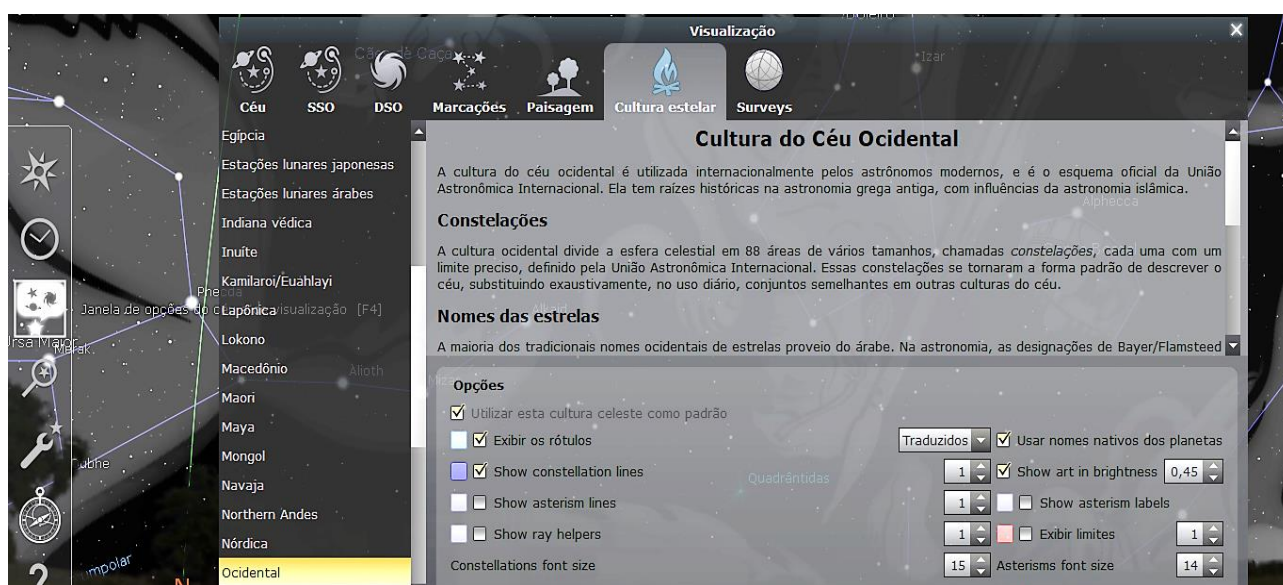 Visualização
Izar
Céu
SSO
DSO
Marcações
Paisagem
Cultura estelar
Surveys
Egípcia
Estações lunares japonesas
Estações lunares árabes
Indiana védica
Inuíte
Kamilaroi/Euahlayi
Lapônica
Lokono
Macedônio
Maori
Maya
Mongol
Navaja
Northern Andes
Nórdica
Ocidental
Cultura do Céu Ocidental
A cultura do céu ocidental é utilizada internacionalmente pelos astrônomos modernos, e é o esquema oficial da União
Astronômica Internacional. Ela tem raízes históricas na astronomia grega antiga, com influências da astronomia islâmica.
Alphecca
Constelações
A cultura ocidental divide a esfera celestial em 88 áreas de vários tamanhos, chamadas constelações, cada uma com um
limite preciso, definido pela União Astronômica Internacional. Essas constelações se tornaram a forma padrão de descrever o
céu, substituindo exaustivamente, no uso diário, conjuntos semelhantes em outras culturas do céu.
Alkaid
Nomes das estrelas
A maioria dos tradicionais nomes ocidentais de estrelas proveio do árabe. Na astronomia, as designações de Bayer/Flamsteed
Opções
Utilizar esta cultura celeste como padrão
Exibir os rótulos
Traduzidos
Usar nomes nativos dos planetas
Show constellation lines
1
Show art in brightness
0,45
Quadrântidas
Show asterism lines
1
Show asterism labels
Show ray helpers
1
Exibir limites
1
Constellations font size
15
Asterisms font size
14
Janela de opções do visualização [F4]
Ursa Maior
Merak
Alioth
?
N